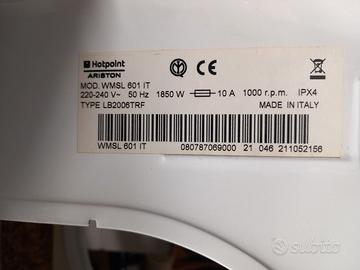 Hotpoint
ARISTON
MOD. WMSL 601 IT
220-240 V~ 50 Hz 1850 W 10 A 1000 r.p.m. IPX4
TYPE LB2006TRF MADE IN ITALY
WMSL 601 IT 080787069000 21 046 211052156
subito